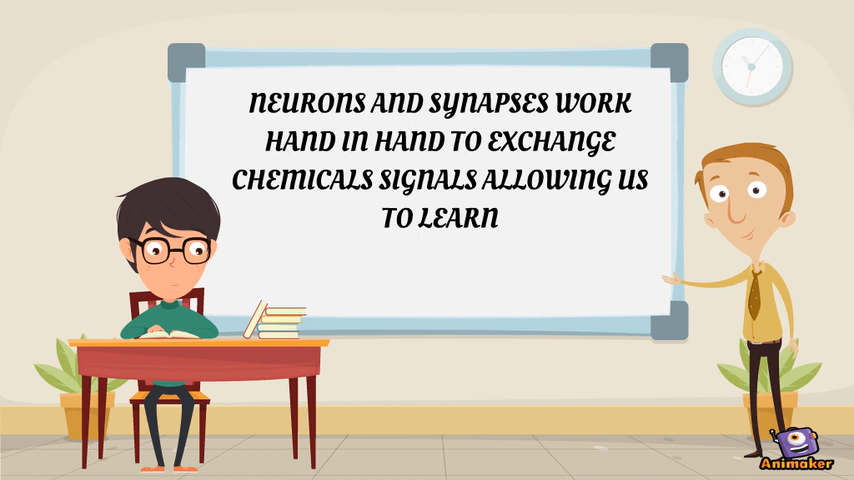 NEURONS AND SYNAPSES WORK
HAND IN HAND TO EXCHANGE
CHEMICALS SIGNALS ALLOWING US
TO LEARN
Animaker